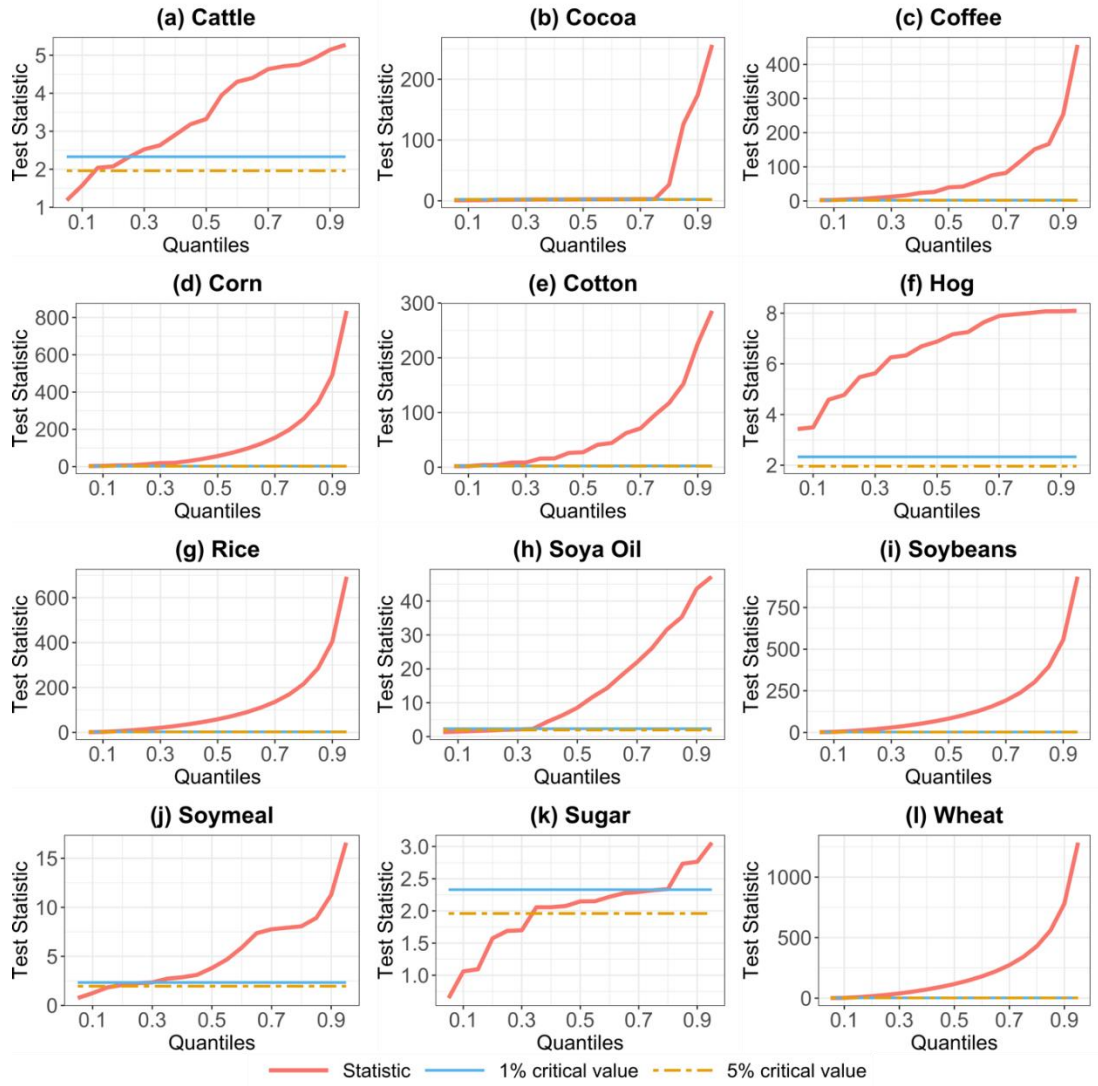 (a) Cattle
(b) Cocoa
(c) Coffee
Test Statistic
5
4
3
2
1
0.1 0.3 0.5 0.7 0.9
Quantiles
Test Statistic
200
100
0
0.1 0.3 0.5 0.7 0.9
Quantiles
Test Statistic
400
300
200
100
0
0.1 0.3 0.5 0.7 0.9
Quantiles
(d) Corn
(e) Cotton
(f) Hog
Test Statistic
800
600
400
200
0
0.1 0.3 0.5 0.7 0.9
Quantiles
Test Statistic
300
200
100
0
0.1 0.3 0.5 0.7 0.9
Quantiles
Test Statistic
8
6
4
2
0.1 0.3 0.5 0.7 0.9
Quantiles
(g) Rice
(h) Soya Oil
(i) Soybeans
Test Statistic
600
400
200
0
0.1 0.3 0.5 0.7 0.9
Quantiles
Test Statistic
40
30
20
10
0
0.1 0.3 0.5 0.7 0.9
Quantiles
Test Statistic
750
500
250
0
0.1 0.3 0.5 0.7 0.9
Quantiles
(j) Soymeal
(k) Sugar
(l) Wheat
Test Statistic
15
10
5
0
0.1 0.3 0.5 0.7 0.9
Quantiles
Test Statistic
3.0
2.5
2.0
1.5
1.0
0.1 0.3 0.5 0.7 0.9
Quantiles
Test Statistic
1000
500
0
0.1 0.3 0.5 0.7 0.9
Quantiles
Statistic 1% critical value 5% critical value